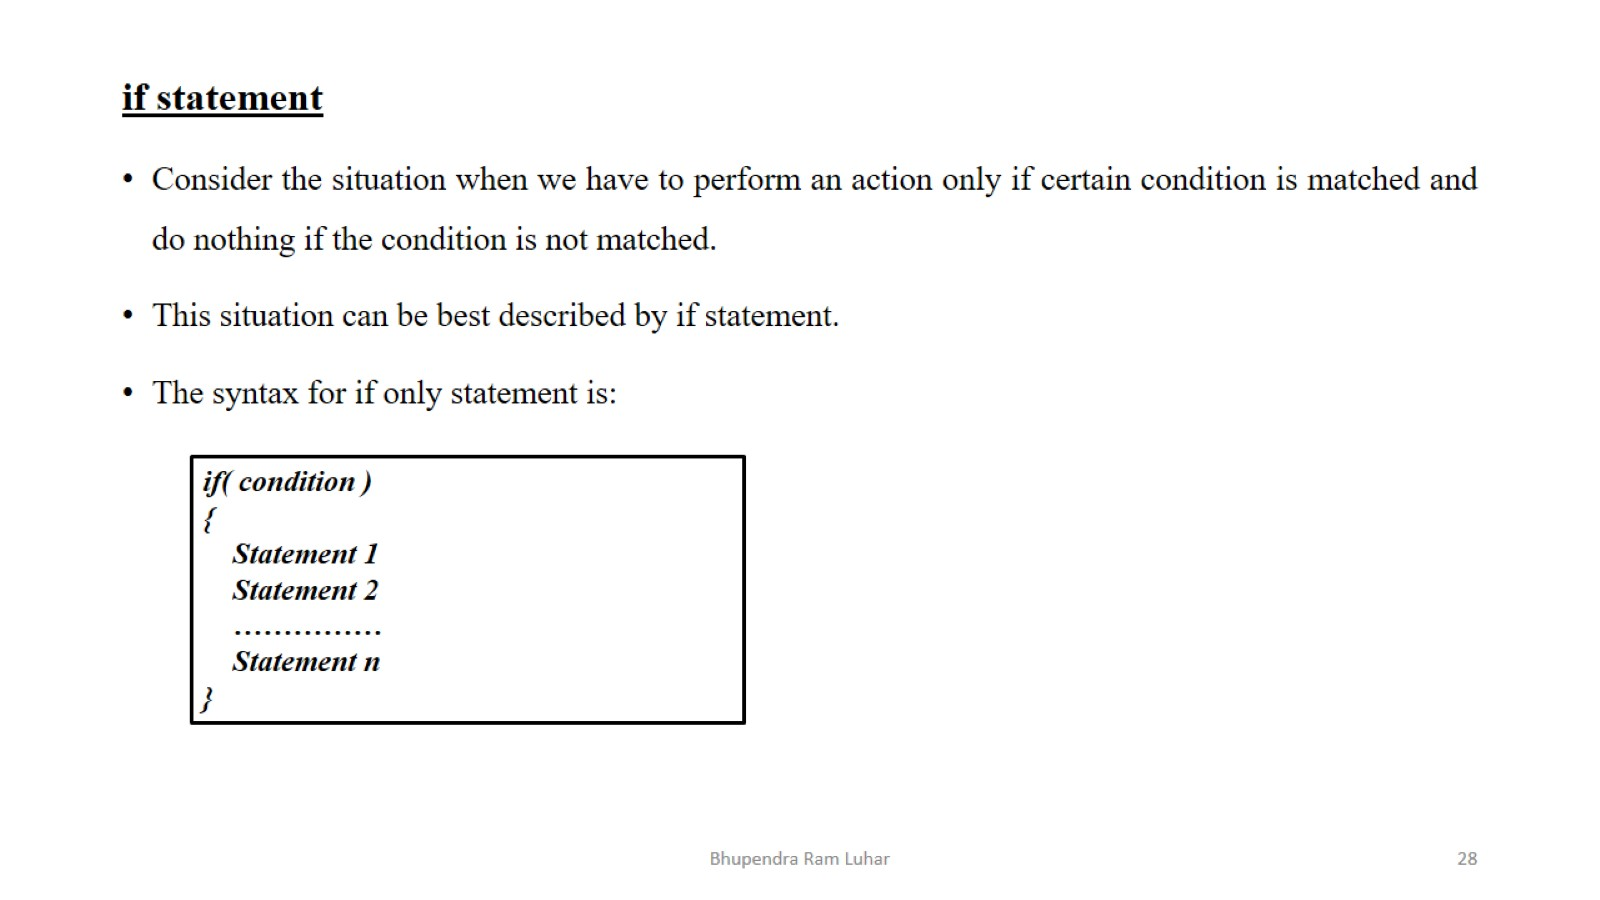 if statement
• Consider the situation when we have to perform an action only if certain condition is matched and
do nothing if the condition is not matched.
• This situation can be best described by if statement.
• The syntax for if only statement is:
if( condition )
{
Statement 1
Statement 2
……………
Statement n
}
Bhupendra Ram Luhar
28